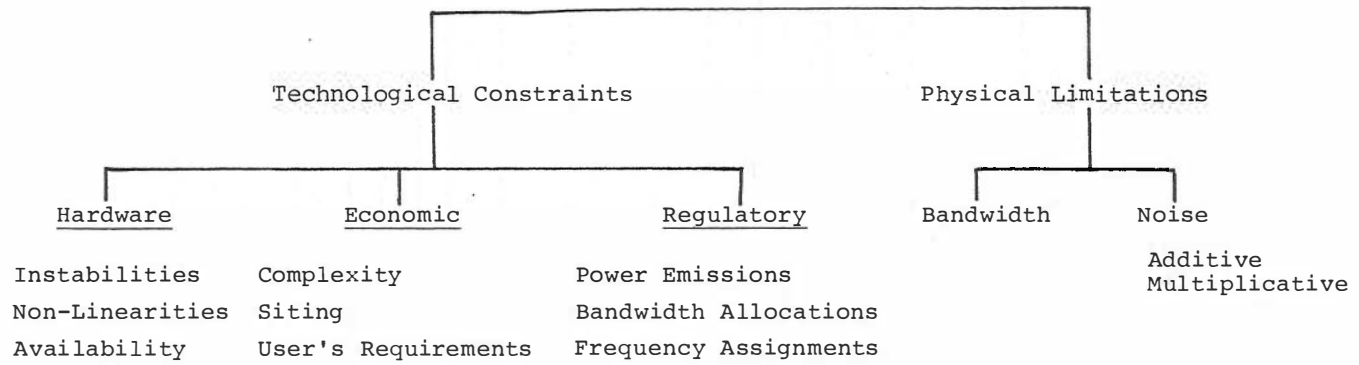 Technological Constraints
Physical Limitations
Hardware
Economic
Regulatory
Bandwidth
Noise
Instabilities
Non-Linearities
Availability
Complexity
Siting
User's Requirements
Power Emissions
Bandwidth Allocations
Frequency Assignments
Additive
Multiplicative